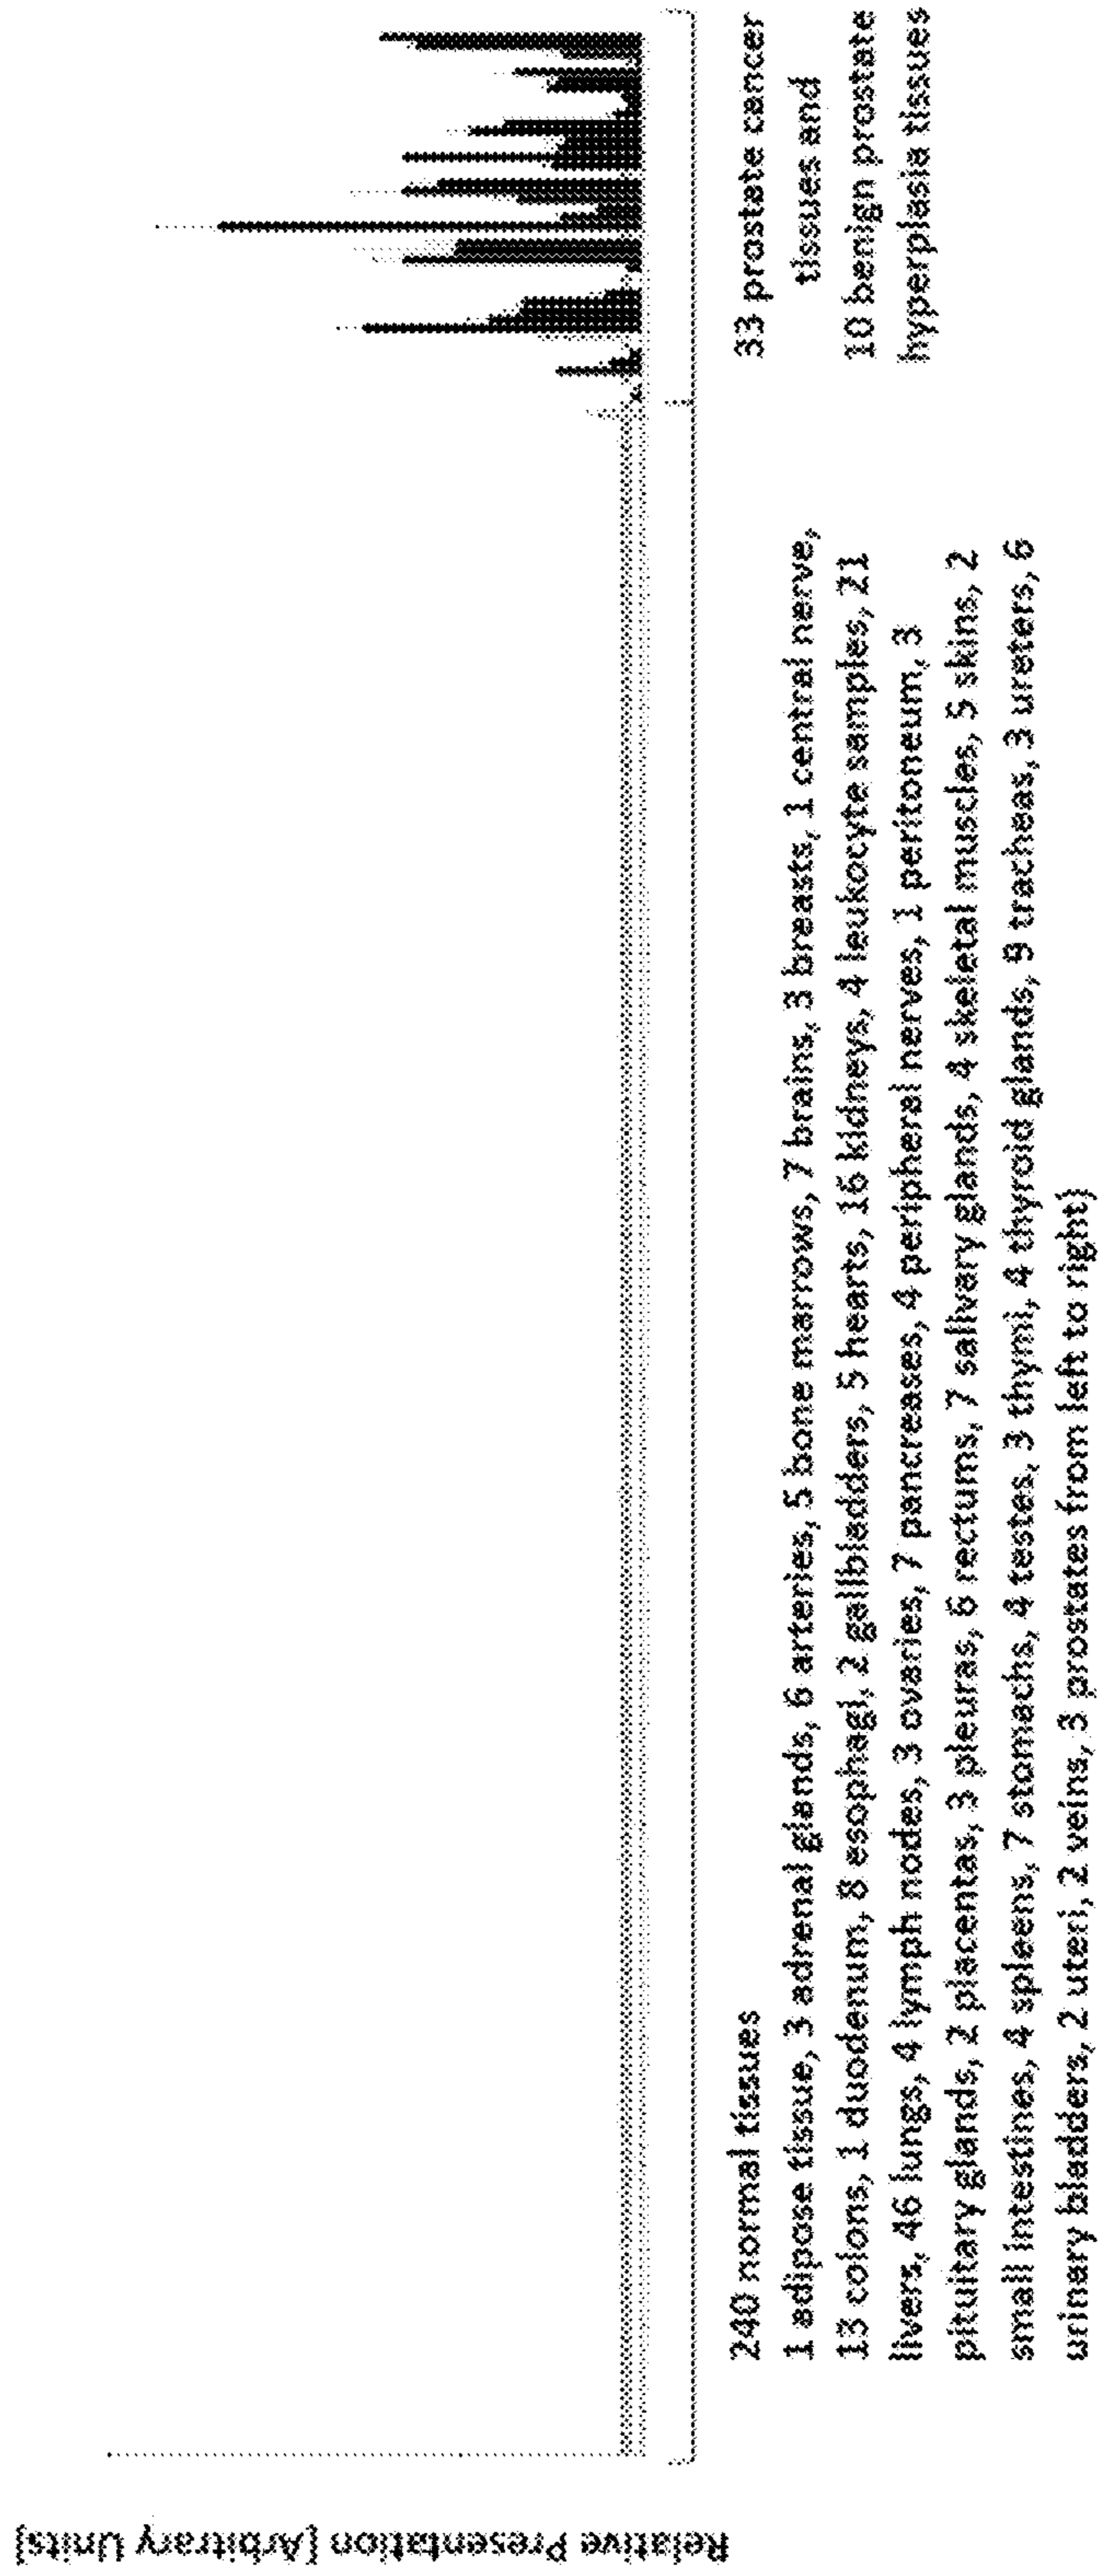 Relative Presentation [Arbitrary Units]
240 normal tissues
1 adipose tissue, 3 adrenal glands, 6 arteries, 5 bone marrows, 7 brains, 3 breasts, 1 central nerve,
13 colons, 1 duodenum, 8 esophagi, 2 gallbladders, 5 hearts, 16 kidneys, 4 leukocyte samples, 21
livers, 46 lungs, 4 lymph nodes, 3 ovaries, 7 pancreases, 4 peripheral nerves, 1 peritoneum, 3
pituitary glands, 2 placentas, 3 pleuras, 6 rectums, 7 salivary glands, 4 skeletal muscles, 5 skins, 2
small intestines, 4 spleens, 7 stomachs, 4 testes, 3 thymi, 4 thyroid glands, 9 tracheas, 3 ureters, 6
urinary bladders, 2 uteri, 2 veins, 3 prostates from left to right)
33 prostate cancer
tissues and
10 benign prostate
hyperplasia tissues